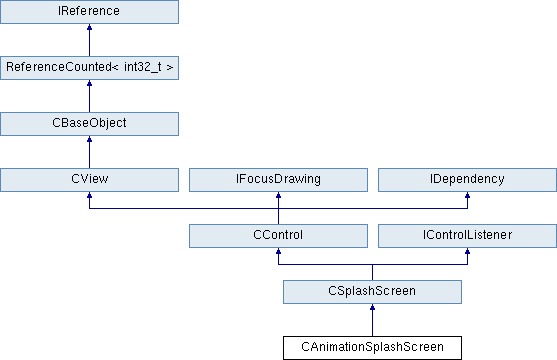 IReference
ReferenceCounted< int32_t >
CBaseObject
CView
IFocusDrawing
IDependency
CControl
IControlListener
CSplashScreen
CAnimationSplashScreen